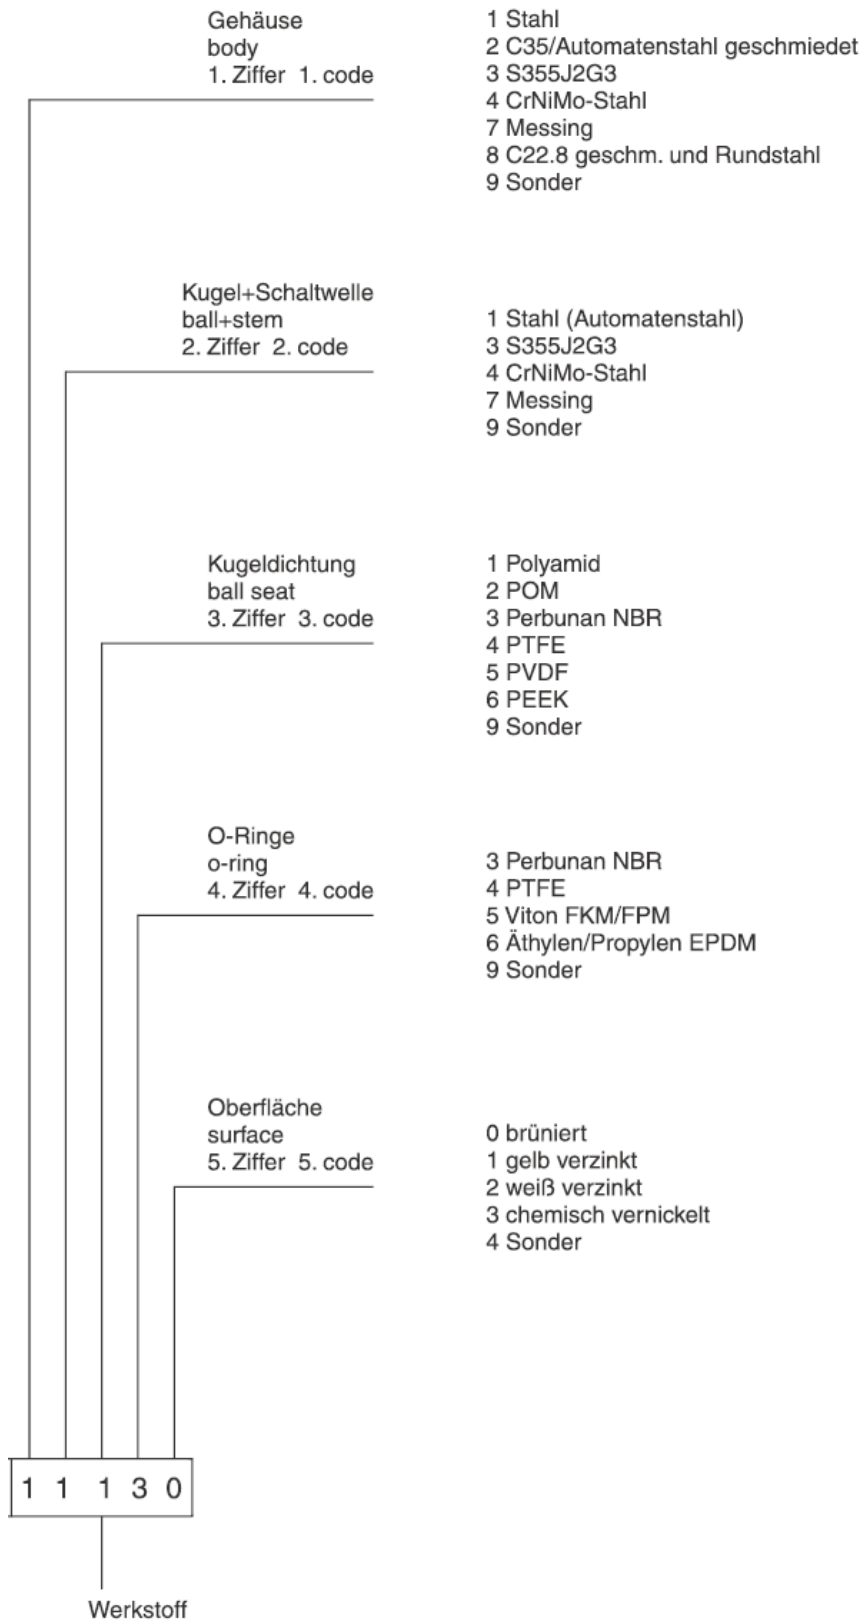 Gehäuse
body
1. Ziffer 1. code
1 Stahl
2 C35/Automatenstahl geschmiedet
3 S355J2G3
4 CrNiMo-Stahl
7 Messing
8 C22.8 geschm. und Rundstahl
9 Sonder
Kugel+Schaltwelle
ball+stem
2. Ziffer 2. code
1 Stahl (Automatenstahl)
3 S355J2G3
4 CrNiMo-Stahl
7 Messing
9 Sonder
Kugeldichtung
ball seat
3. Ziffer 3. code
1 Polyamid
2 POM
3 Perbunan NBR
4 PTFE
5 PVDF
6 PEEK
9 Sonder
O-Ringe
o-ring
4. Ziffer 4. code
3 Perbunan NBR
4 PTFE
5 Viton FKM/FPM
6 Äthylen/Propylen EPDM
9 Sonder
Oberfläche
surface
5. Ziffer 5. code
0 brüniert
1 gelb verzinkt
2 weiß verzinkt
3 chemisch vernickelt
4 Sonder
1 1 1 3 0
Werkstoff